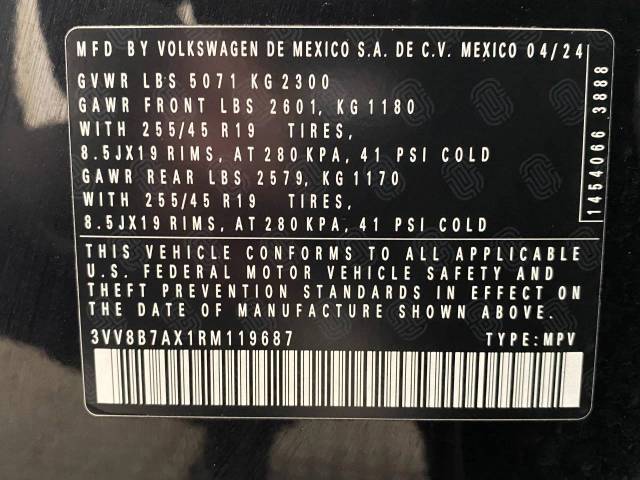 MFD BY VOLKSWAGEN DE MEXICO S.A. DE C.V. MEXICO 04/24
GVWR LBS 5071 KG 2300
GAWR FRONT LBS 2601, KG 1180
WITH 255/45 R19 TIRES,
8.5JX19 RIMS, AT 280 KPA, 41 PSI COLD
GAWR REAR LBS 2579, KG 1170
WITH 255/45 R19 TIRES,
8.5JX19 RIMS, AT 280 KPA, 41 PSI COLD
1454066 3888
THIS VEHICLE CONFORMS TO ALL APPLICABLE
U.S. FEDERAL MOTOR VEHICLE SAFETY AND
THEFT PREVENTION STANDARDS IN EFFECT ON
THE DATE OF MANUFACTURE SHOWN ABOVE.
3VV8B7AX1RM119687 TYPE: MPV